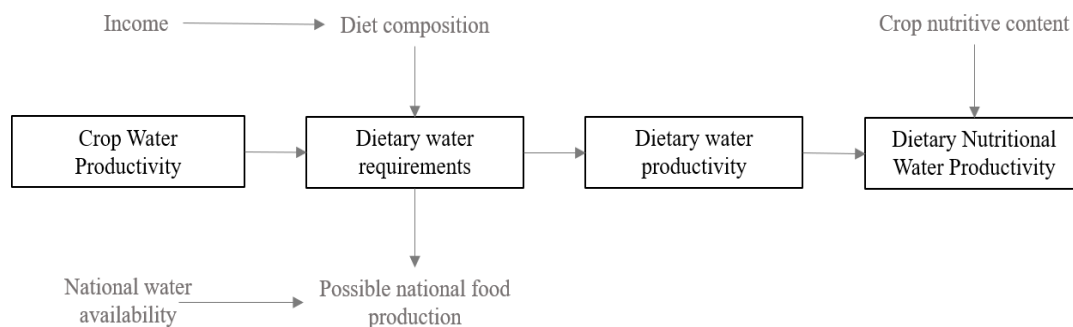 Income
Diet composition
Crop nutritive content
Crop Water
Productivity
Dietary water
requirements
Dietary water
productivity
Dietary Nutritional
Water Productivity
National water
availability
Possible national food
production